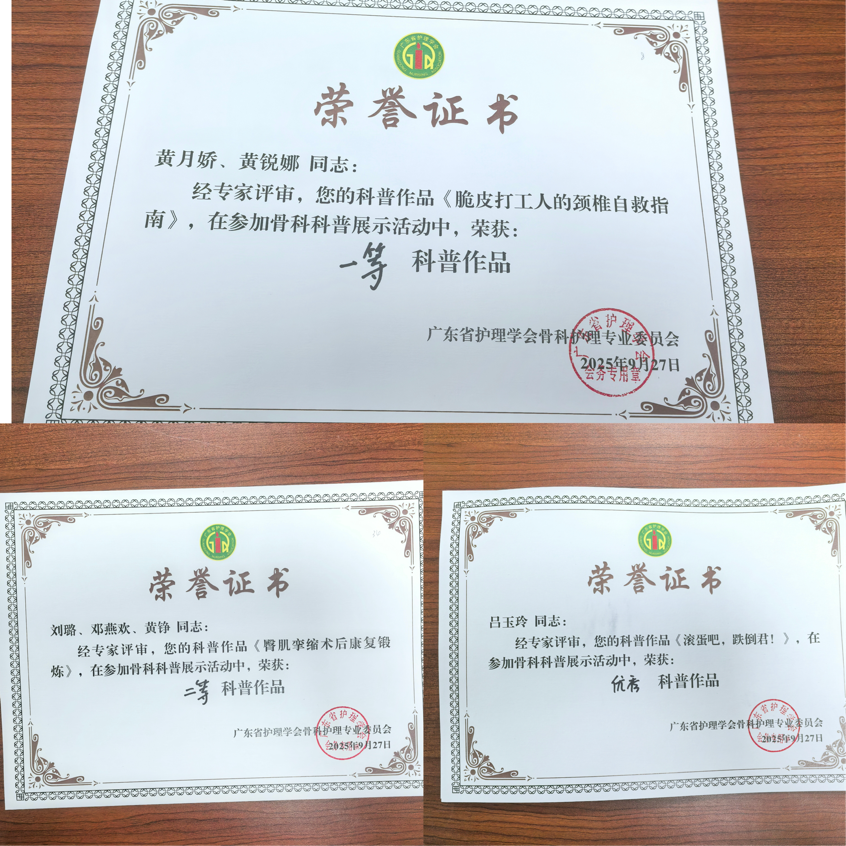 荣誉证书
黄月娇、黄锐娜 同志：
经专家评审，您的科普作品《脆皮打工人的颈椎自救指
南》，在参加骨科科普展示活动中，荣获：
一等 科普作品
广东省护理学会骨科护理专业委员会
2025年9月27日
广东省护理学会
会务专用章
荣誉证书
刘璐、邓燕欢、黄铮 同志：
经专家评审，您的科普作品《臀肌挛缩术后康复锻
炼》，在参加骨科科普展示活动中，荣获：
二等 科普作品
广东省护理学会骨科护理专业委员会
2025年9月27日
荣誉证书
吕玉玲 同志：
经专家评审，您的科普作品《滚蛋吧，跌倒君！》，在
参加骨科科普展示活动中，荣获：
优秀 科普作品
广东省护理学会骨科护理专业委员会
2025年9月27日